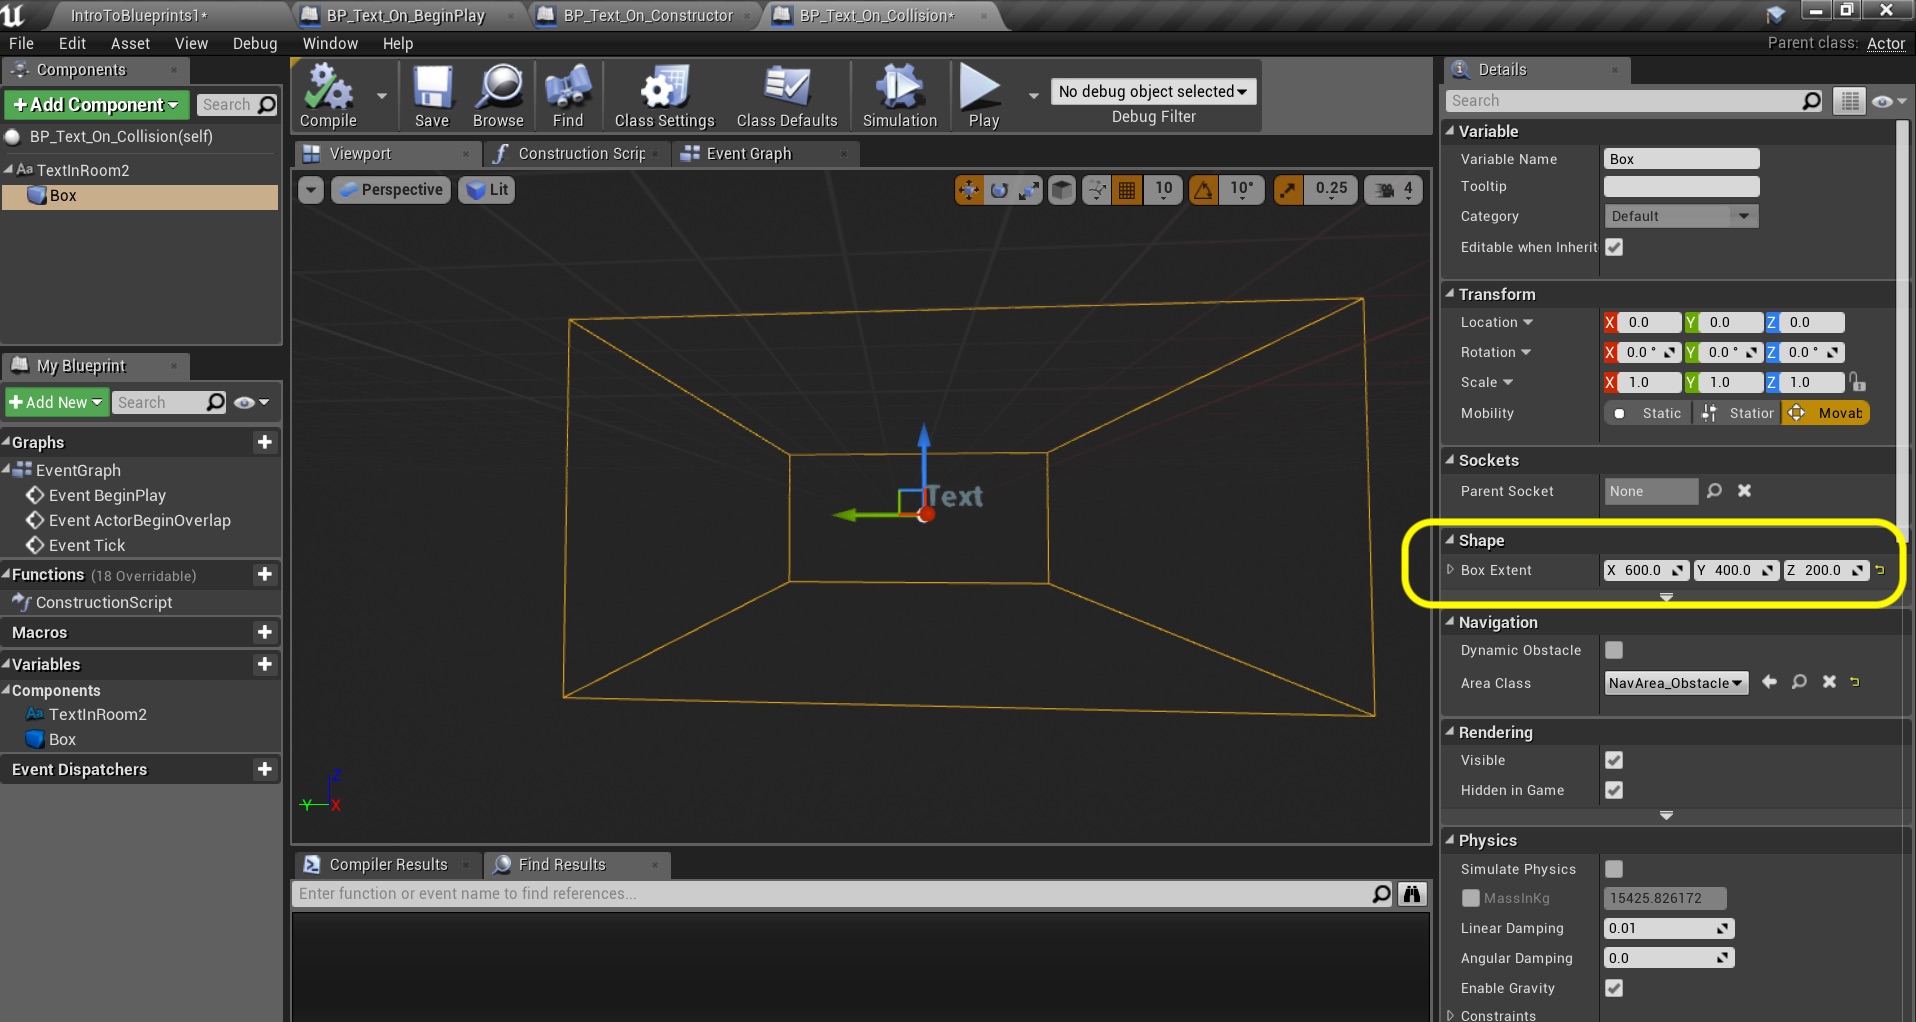 IntroToBlueprints1*
BP_Text_On_BeginPlay
BP_Text_On_Constructor
BP_Text_On_Collision*
File Edit Asset View Debug Window Help
Parent class: Actor
Components
+Add Component
Search
BP_Text_On_Collision(self)
Aa TextInRoom2
Box
My Blueprint
+Add New
Search
Graphs
EventGraph
Event BeginPlay
Event ActorBeginOverlap
Event Tick
Functions (18 Overridable)
ConstructionScript
Macros
Variables
Components
Aa TextInRoom2
Box
Event Dispatchers
Compile
Save
Browse
Find
Class Settings
Class Defaults
Simulation
Play
No debug object selected
Debug Filter
Viewport
Construction Scrip
Event Graph
Perspective
Lit
10
10°
0.25
4
Text
Z
Y
X
Compiler Results
Find Results
Enter function or event name to find references...
Details
Search
Variable
Variable Name Box
Tooltip
Category Default
Editable when Inherit
Transform
Location X 0.0 Y 0.0 Z 0.0
Rotation X 0.0 ° Y 0.0 ° Z 0.0 °
Scale X 1.0 Y 1.0 Z 1.0
Mobility Static Station Movab
Sockets
Parent Socket None
Shape
Box Extent X 600.0 Y 400.0 Z 200.0
Navigation
Dynamic Obstacle
Area Class NavArea_Obstacle
Rendering
Visible
Hidden in Game
Physics
Simulate Physics
MassInKg 15425.826172
Linear Damping 0.01
Angular Damping 0.0
Enable Gravity
Constraints